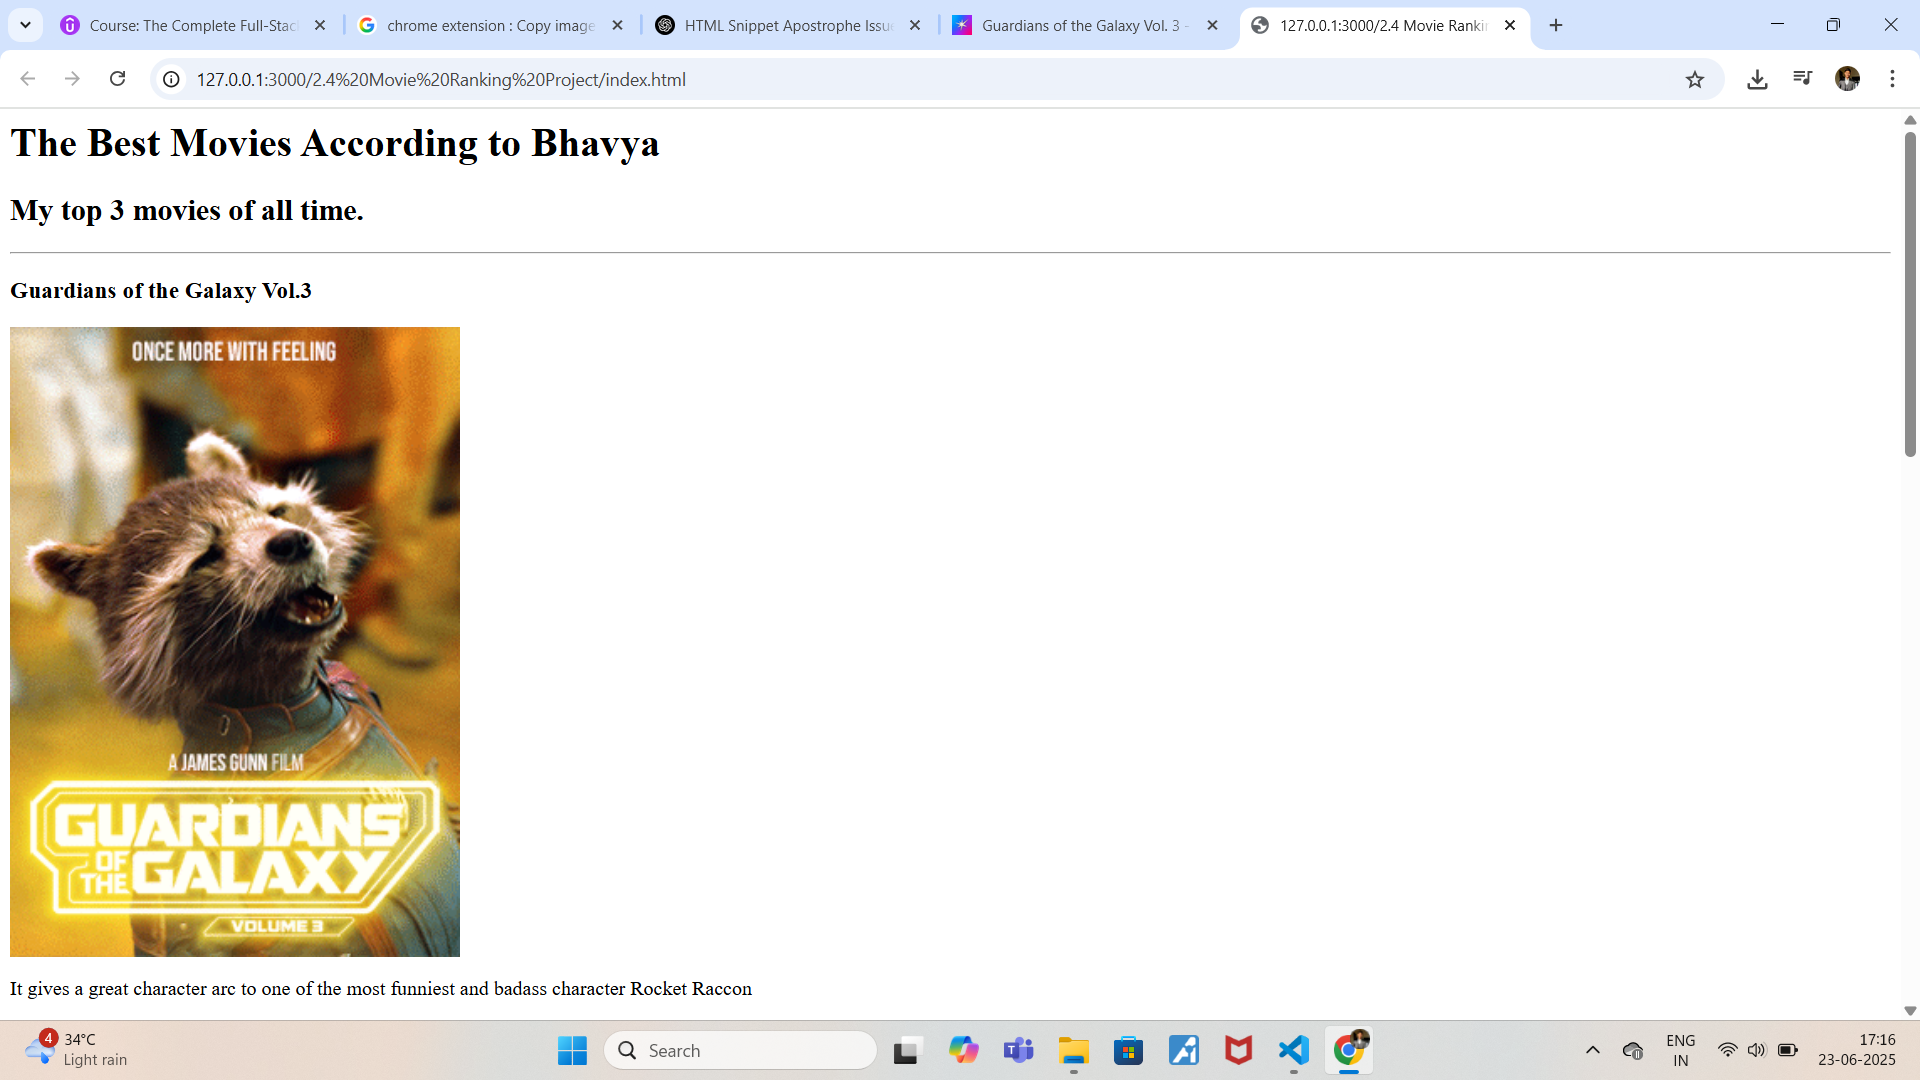 Course: The Complete Full-Stac
chrome extension : Copy image
HTML Snippet Apostrophe Issue
Guardians of the Galaxy Vol. 3 -
127.0.0.1:3000/2.4 Movie Rankin
127.0.0.1:3000/2.4%20Movie%20Ranking%20Project/index.html
The Best Movies According to Bhavya
My top 3 movies of all time.
Guardians of the Galaxy Vol.3
ONCE MORE WITH FEELING
A JAMES GUNN FILM
GUARDIANS
OF
THE GALAXY
VOLUME 3
It gives a great character arc to one of the most funniest and badass character Rocket Raccon
4
34°C
Light rain
Search
ENG
IN
17:16
23-06-2025